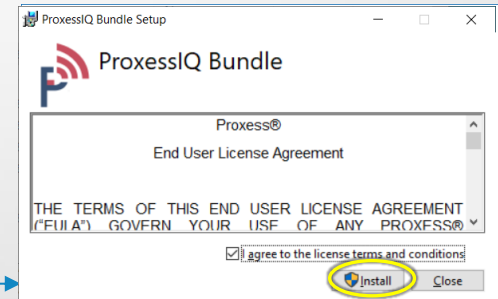 ProxessIQ Bundle Setup
ProxessIQ Bundle
Proxess®
End User License Agreement
THE TERMS OF THIS END USER LICENSE AGREEMENT
("EULA") GOVERN YOUR USE OF ANY PROXESS®
I agree to the license terms and conditions
Install Close